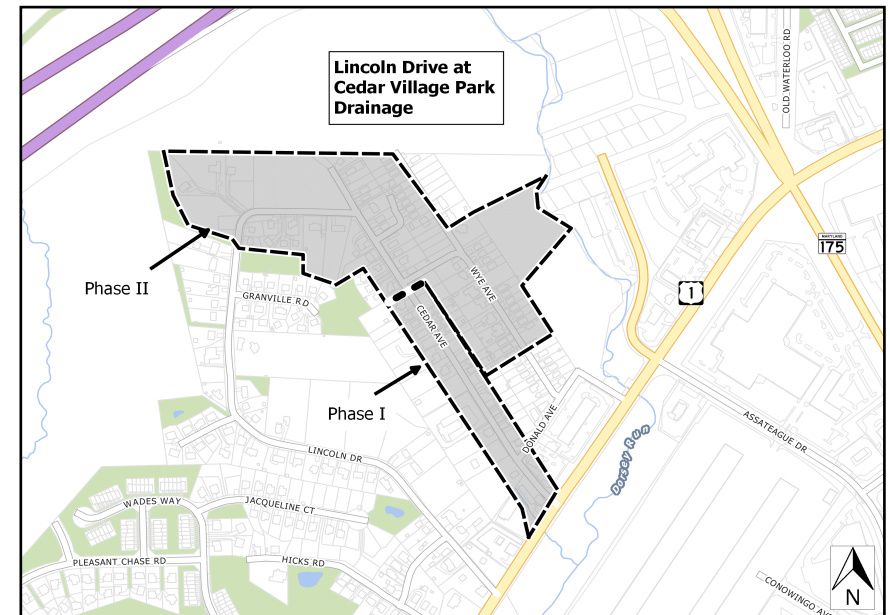 Lincoln Drive at
Cedar Village Park
Drainage
OLD WATERLOO RD
MARYLAND
175
1
Phase II
WYE AVE
GRANVILLE RD
CEDAR AVE
Phase I
DONALD AVE
ASSATEAGUE DR
Dorsey Run
LINCOLN DR
WADES WAY
JACQUELINE CT
PLEASANT CHASE RD
HICKS RD
CONOWINGO AVE
N